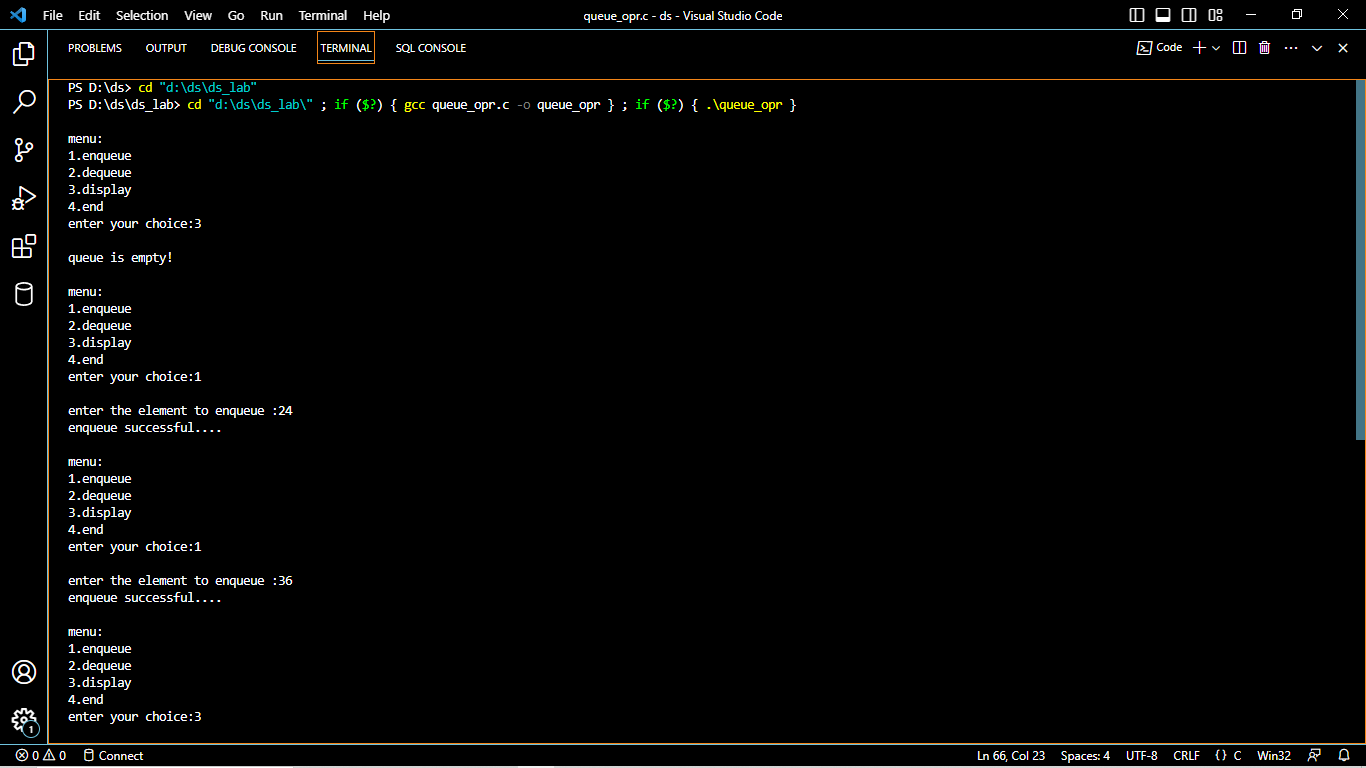 File Edit Selection View Go Run Terminal Help queue_opr.c - ds - Visual Studio Code
PROBLEMS OUTPUT DEBUG CONSOLE TERMINAL SQL CONSOLE Code
PS D:\ds> cd "d:\ds\ds_lab"
PS D:\ds\ds_lab> cd "d:\ds\ds_lab\" ; if ($?) { gcc queue_opr.c -o queue_opr } ; if ($?) { .\queue_opr }
menu:
1.enqueue
2.dequeue
3.display
4.end
enter your choice:3
queue is empty!
menu:
1.enqueue
2.dequeue
3.display
4.end
enter your choice:1
enter the element to enqueue :24
enqueue successful....
menu:
1.enqueue
2.dequeue
3.display
4.end
enter your choice:1
enter the element to enqueue :36
enqueue successful....
menu:
1.enqueue
2.dequeue
3.display
4.end
enter your choice:3
1
0 0 Connect Ln 66, Col 23 Spaces: 4 UTF-8 CRLF {} C Win32